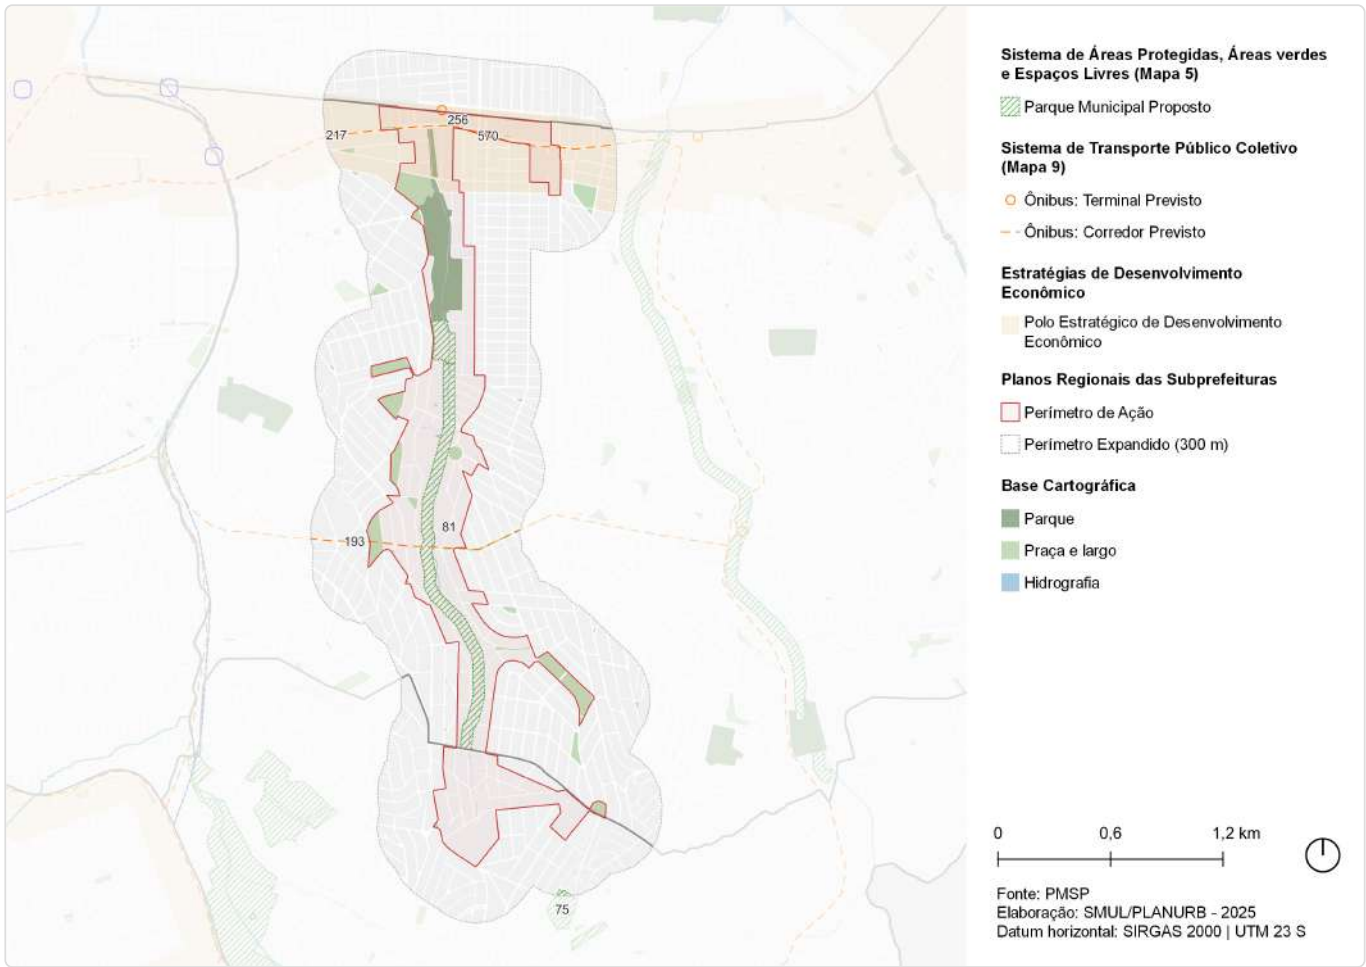 Sistema de Áreas Protegidas, Áreas verdes
e Espaços Livres (Mapa 5)
Parque Municipal Proposto
Sistema de Transporte Público Coletivo
(Mapa 9)
Ônibus: Terminal Previsto
Ônibus: Corredor Previsto
Estratégias de Desenvolvimento
Econômico
Polo Estratégico de Desenvolvimento
Econômico
Planos Regionais das Subprefeituras
Perímetro de Ação
Perímetro Expandido (300 m)
Base Cartográfica
Parque
Praça e largo
Hidrografia
256
217
570
81
193
75
0 0,6 1,2 km
Fonte: PMSP
Elaboração: SMUL/PLANURB - 2025
Datum horizontal: SIRGAS 2000 | UTM 23 S